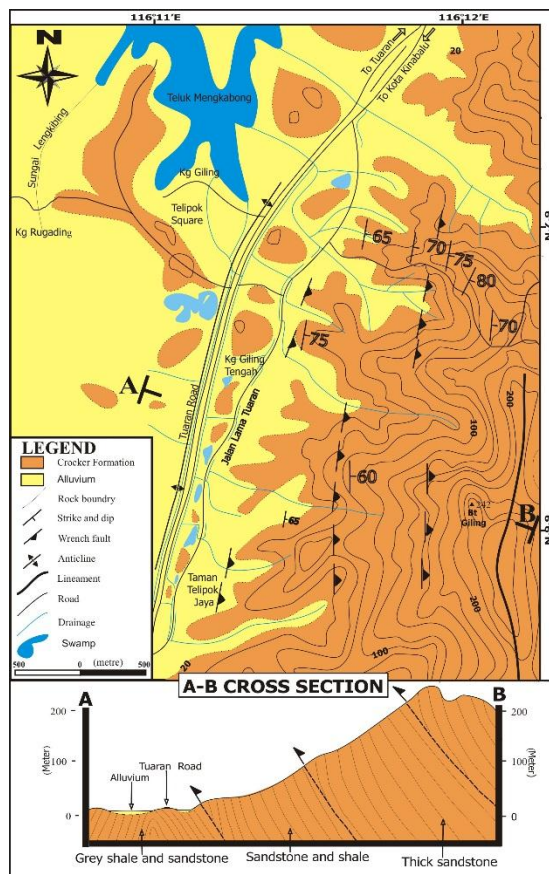 116°11'E
116°12'E
N
To Tuaran
To Kota Kinabalu
20
Teluk Mengkabong
Sungai Lengkibing
Kg Giling
Telipok
Square
Kg Rugading
65
70
75
80
70
75
Kg Giling
Tengah
A
Tuaran Road
Jalan Lama Tuaran
200
100
60
242
Bt
Giling
B
65
Taman
Telipok
Jaya
200
100
20
LEGEND
Crocker Formation
Alluvium
Rock boundry
Strike and dip
Wrench fault
Anticline
Lineament
Road
Drainage
Swamp
500 0 (metre) 500
A-B CROSS SECTION
A
B
200
100
0
(Meter)
Tuaran Road
Alluvium
200
100
0
(Meter)
Grey shale and sandstone
Sandstone and shale
Thick sandstone